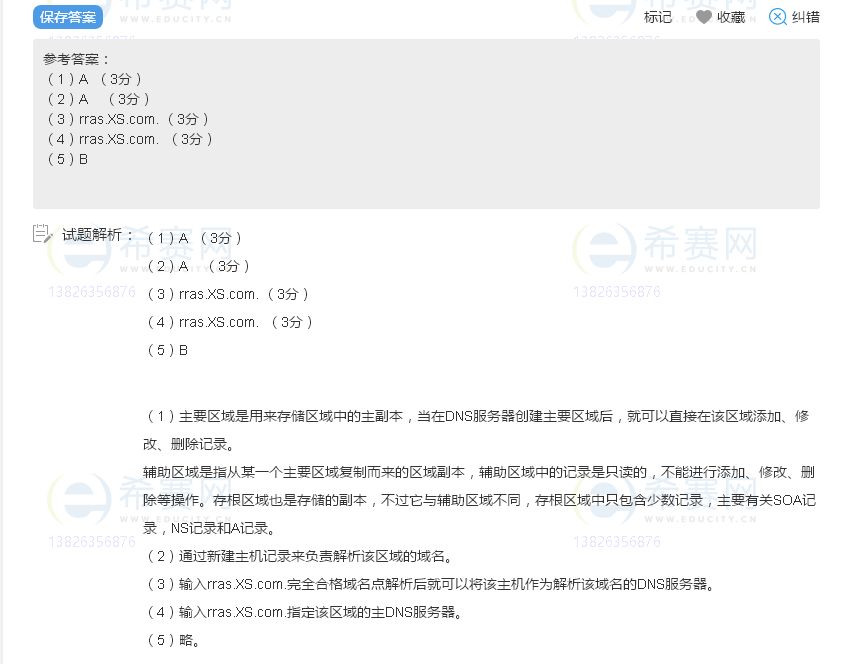 保存答案 标记 收藏 纠错
参考答案：
（1）A （3分）
（2）A （3分）
（3）rras.XS.com. （3分）
（4）rras.XS.com. （3分）
（5）B
试题解析： （1）A （3分）
（2）A （3分）
（3）rras.XS.com. （3分）
（4）rras.XS.com. （3分）
（5）B
希赛网
WWW.EDUCITY.CN
13826356876
希赛网
WWW.EDUCITY.CN
13826356876
（1）主要区域是用来存储区域中的主副本，当在DNS服务器创建主要区域后，就可以直接在该区域添加、修
改、删除记录。
辅助区域是指从某一个主要区域复制而来的区域副本，辅助区域中的记录是只读的，不能进行添加、修改、删
除等操作。存根区域也是存储的副本，不过它与辅助区域不同，存根区域中只包含少数记录，主要有关SOA记
录，NS记录和A记录。
（2）通过新建主机记录来负责解析该区域的域名。
（3）输入rras.XS.com.完全合格域名点解析后就可以将该主机作为解析该域名的DNS服务器。
（4）输入rras.XS.com.指定该区域的主DNS服务器。
（5）略。
希赛网
WWW.EDUCITY.CN
13826356876
希赛网
WWW.EDUCITY.CN
13826356876